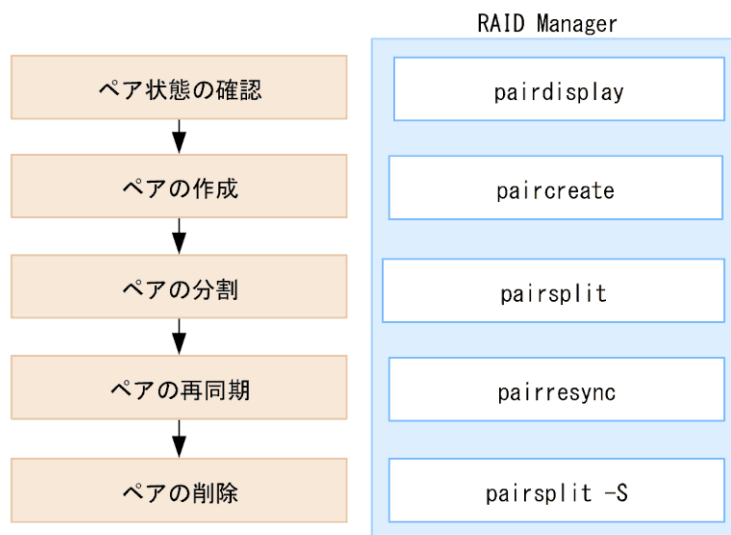 RAID Manager
ペア状態の確認
pairdisplay
ペアの作成
paircreate
ペアの分割
pairsplit
ペアの再同期
pairresync
ペアの削除
pairsplit -S